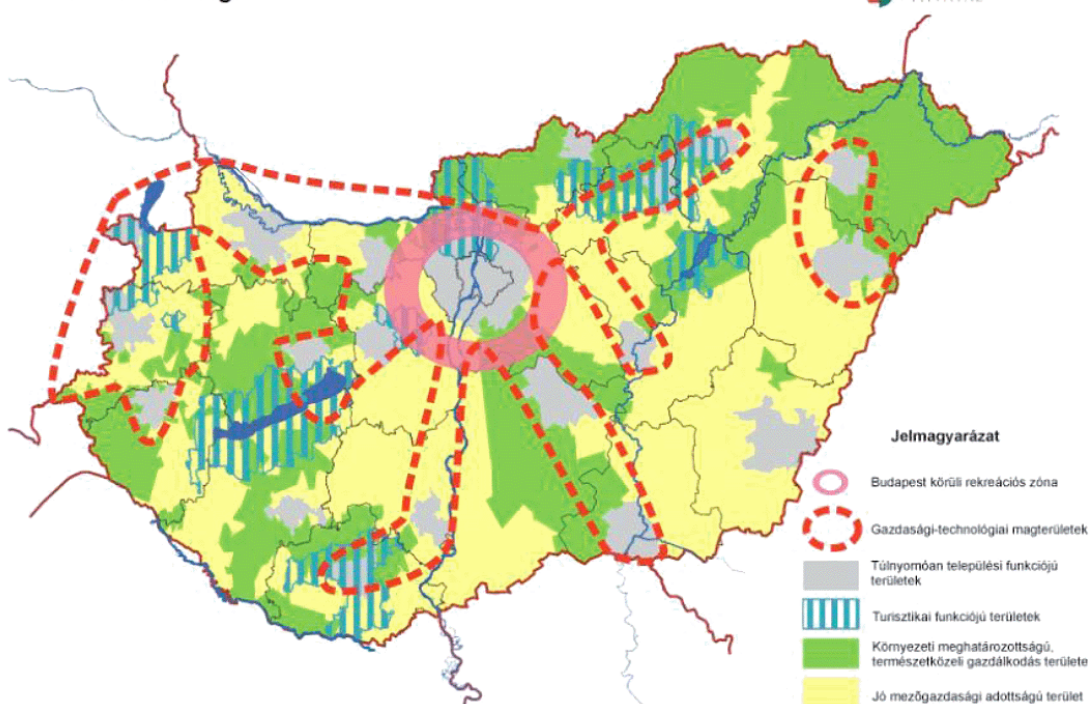 Jelmagyarázat
Budapest körüli rekreációs zóna
Gazdasági-technológiai magterületek
Túlnyomóan települési funkciójú
területek
Turisztikai funkciójú területek
Környezeti meghatározottságú,
természetközeli gazdálkodás területe
Jó mezőgazdasági adottságú terület